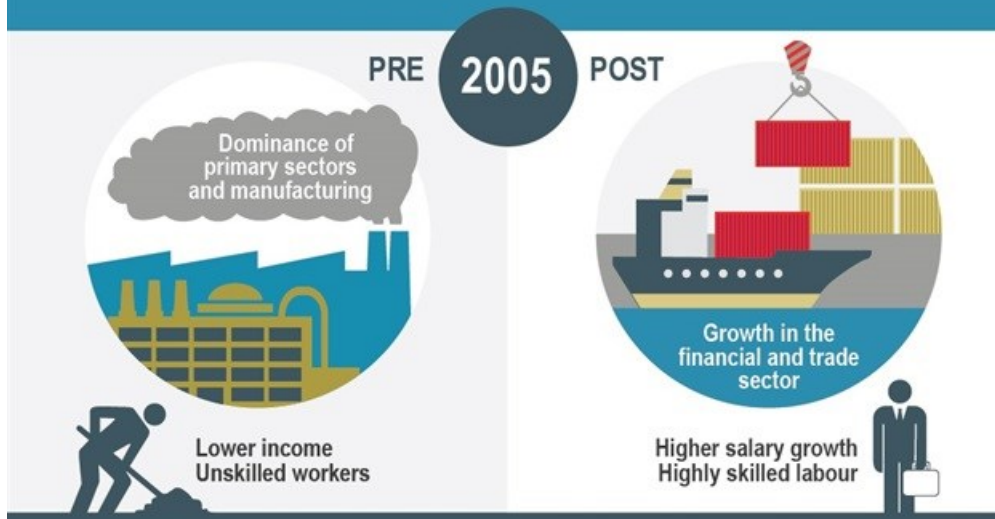 PRE 2005 POST
Dominance of
primary sectors
and manufacturing
Lower income
Unskilled workers
Growth in the
financial and trade
sector
Higher salary growth
Highly skilled labour